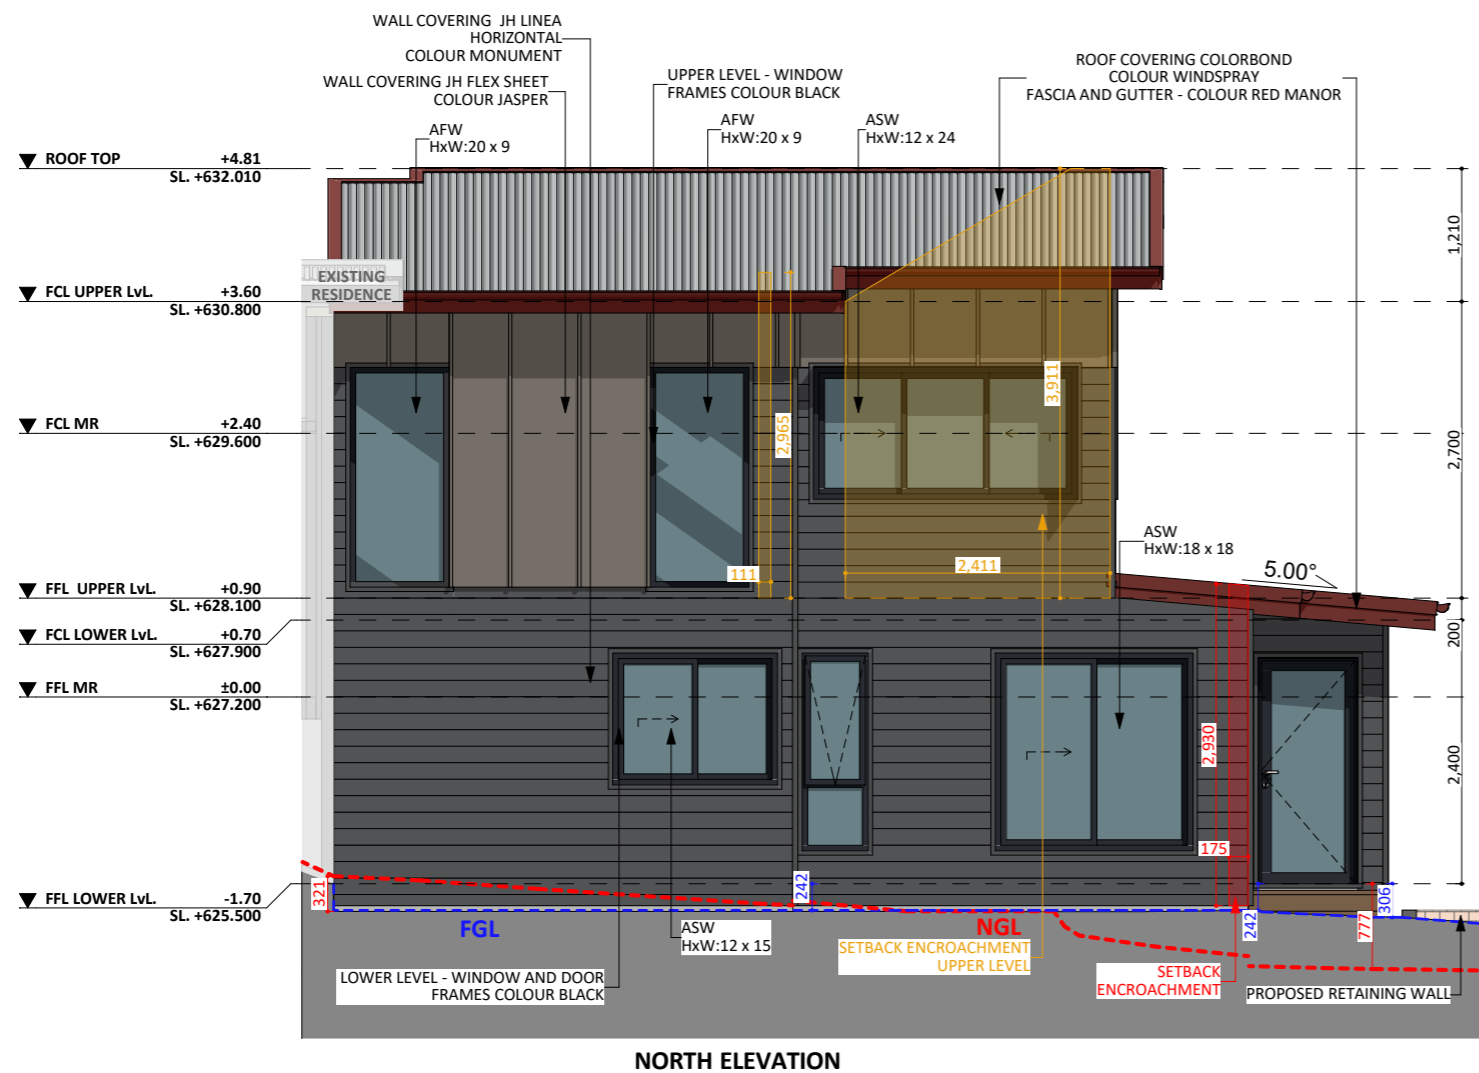 WALL COVERING JH LINEA
HORIZONTAL
COLOUR MONUMENT
WALL COVERING JH FLEX SHEET
COLOUR JASPER
UPPER LEVEL - WINDOW
FRAMES COLOUR BLACK
ROOF COVERING COLORBOND
COLOUR WINDSPRAY
FASCIA AND GUTTER - COLOUR RED MANOR
AFW
HxW:20 x 9
AFW
HxW:20 x 9
ASW
HxW:12 x 24
ROOF TOP +4.81
SL. +632.010
1,210
EXISTING
RESIDENCE
FCL UPPER LvL. +3.60
SL. +630.800
3,911
2,965
FCL MR +2.40
SL. +629.600
2,700
ASW
HxW:18 x 18
111
2,411
5.00°
FFL UPPER LvL. +0.90
SL. +628.100
FCL LOWER LvL. +0.70
SL. +627.900
200
FFL MR ±0.00
SL. +627.200
2,930
2,400
175
321
242
FFL LOWER LvL. -1.70
SL. +625.500
242
777
306
FGL
NGL
ASW
HxW:12 x 15
SETBACK ENCROACHMENT
UPPER LEVEL
LOWER LEVEL - WINDOW AND DOOR
FRAMES COLOUR BLACK
SETBACK
ENCROACHMENT
PROPOSED RETAINING WALL
NORTH ELEVATION